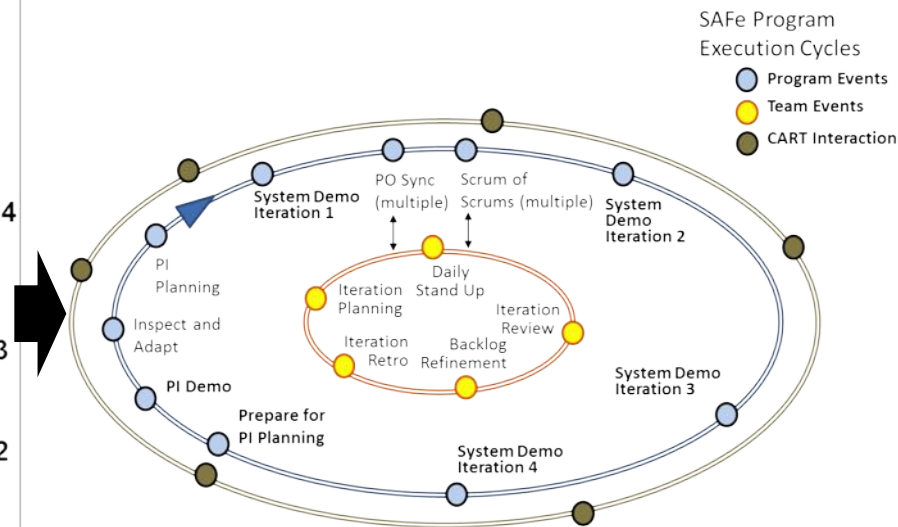 SAFe Program
Execution Cycles
Program Events
Team Events
CART Interaction
4
3
2
System Demo
Iteration 1
PO Sync
(multiple)
Scrum of
Scrums (multiple)
System
Demo
Iteration 2
PI
Planning
Daily
Stand Up
Iteration
Planning
Iteration
Review
Inspect and
Adapt
Iteration
Retro
Backlog
Refinement
System Demo
Iteration 3
PI Demo
Prepare for
PI Planning
System Demo
Iteration 4